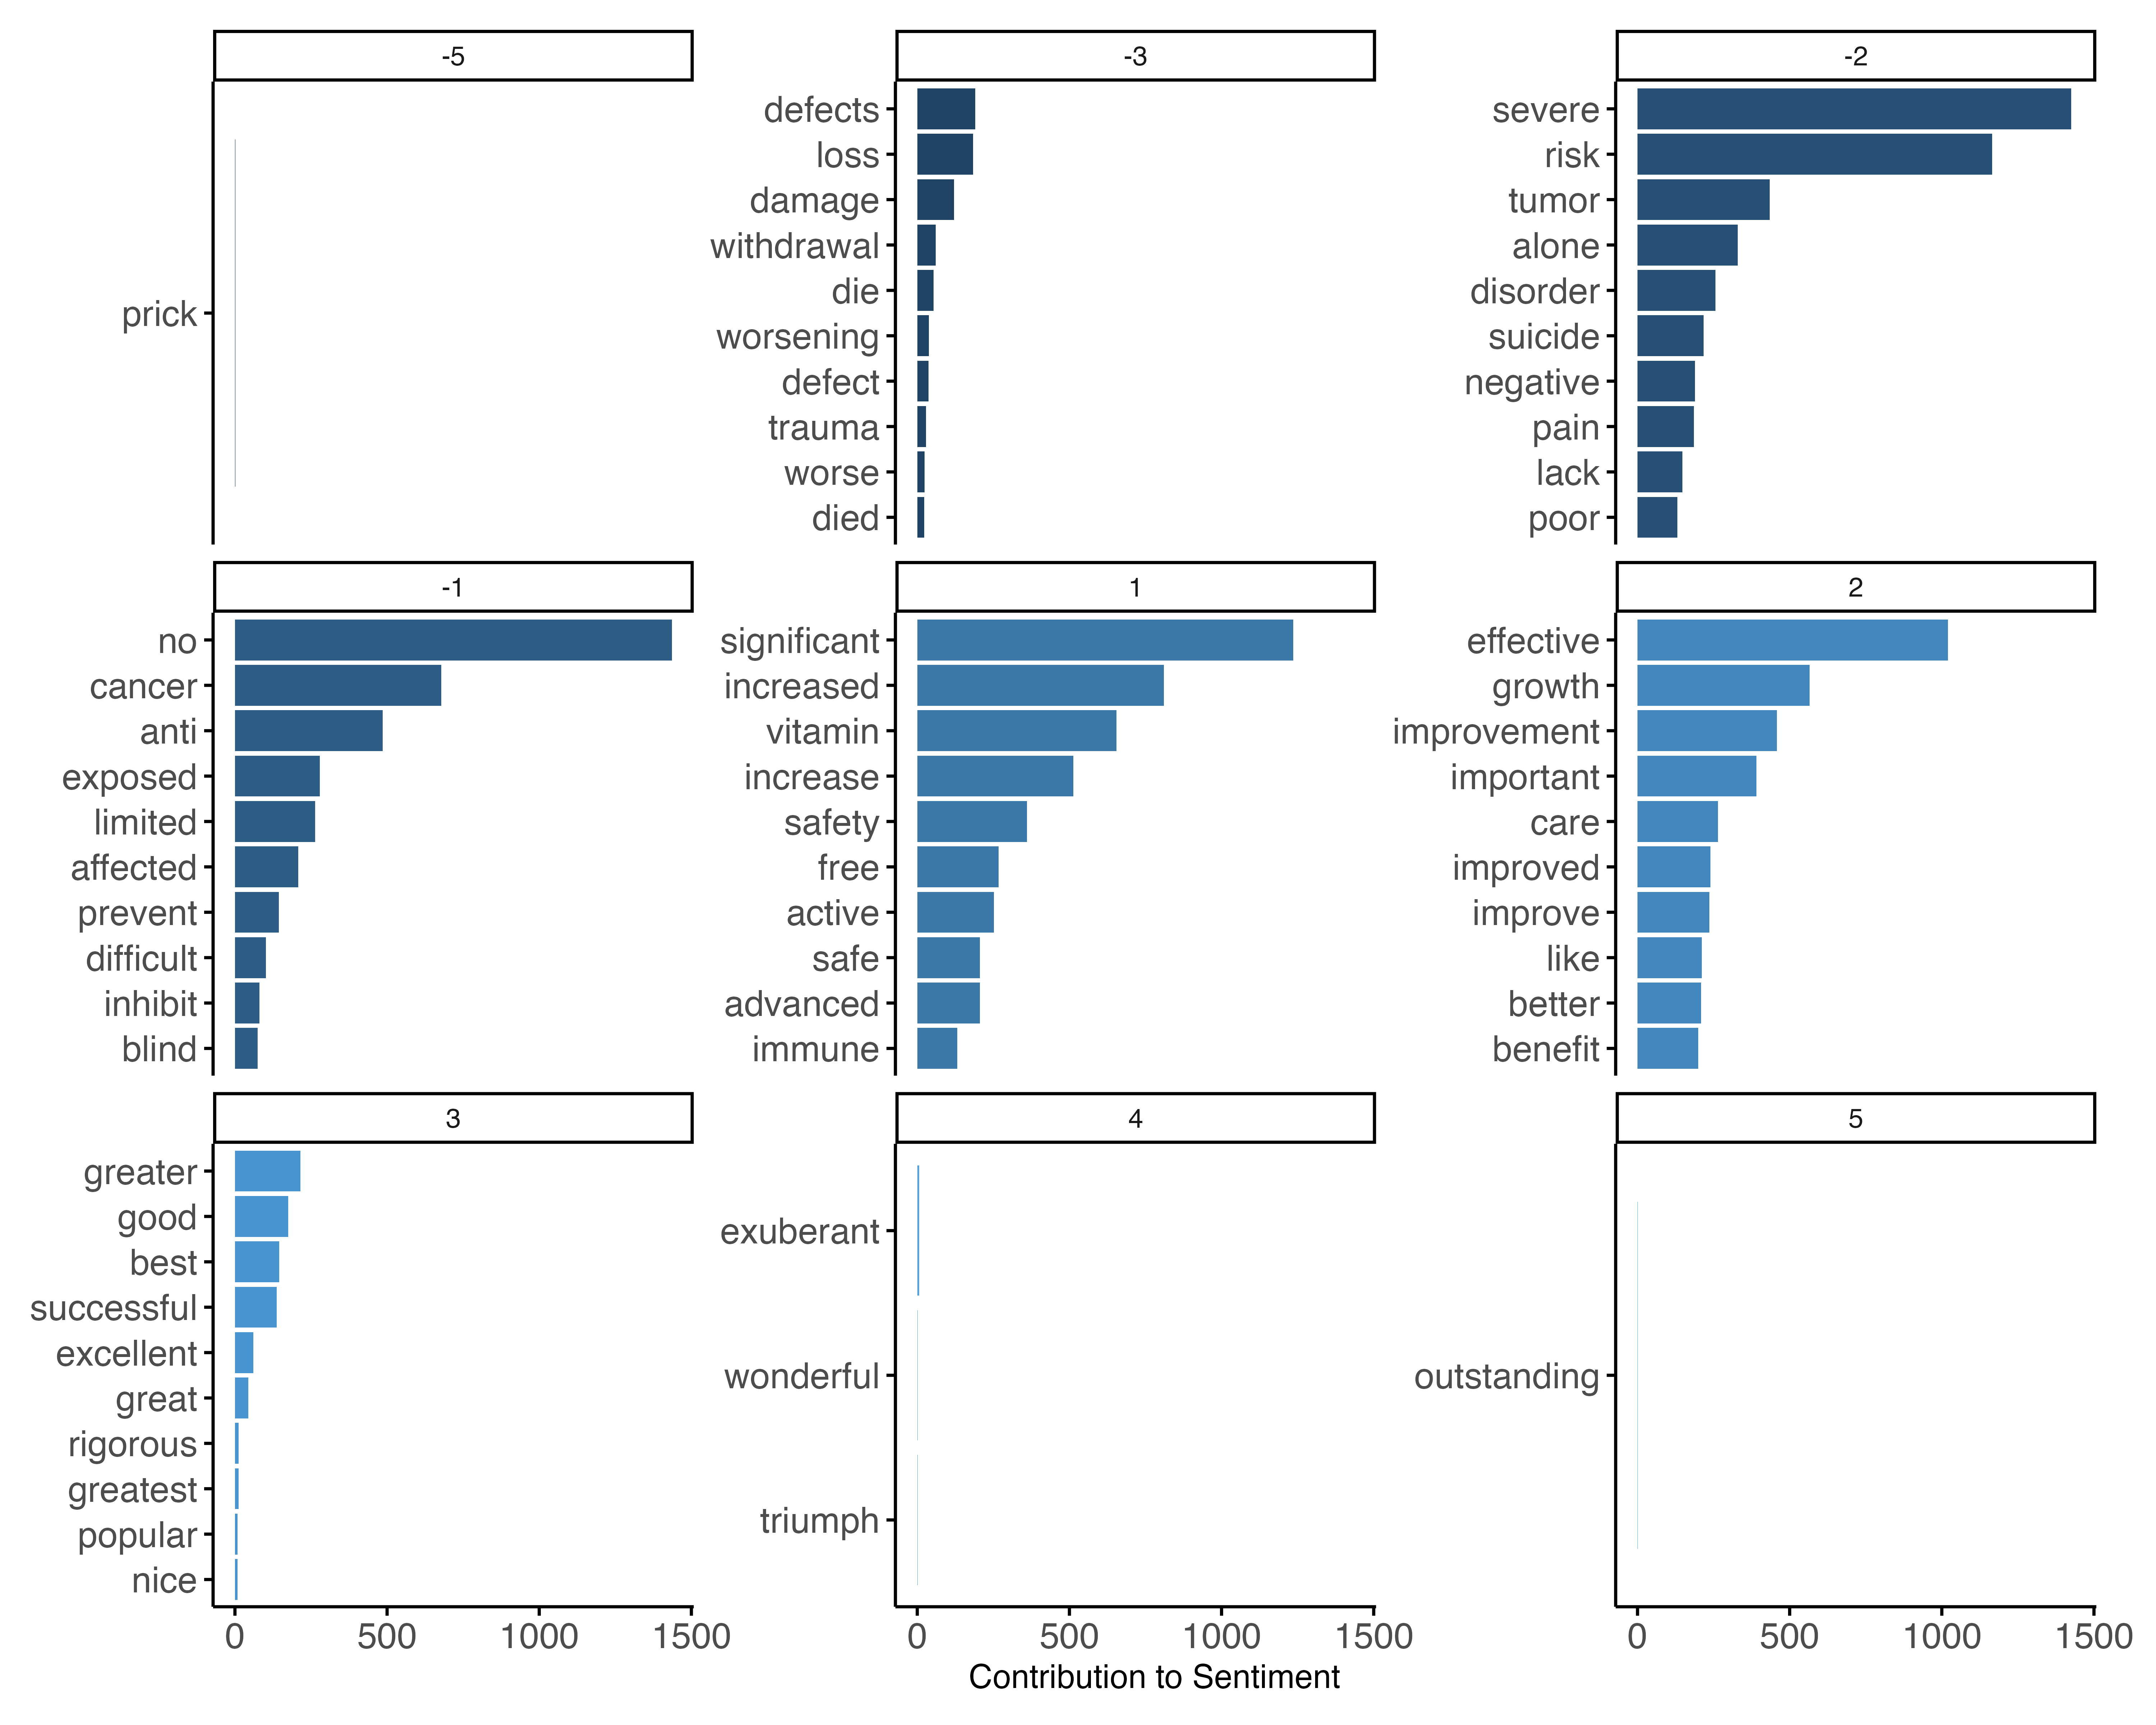 -5
prick
-3
defects
loss
damage
withdrawal
die
worsening
defect
trauma
worse
died
-2
severe
risk
tumor
alone
disorder
suicide
negative
pain
lack
poor
-1
no
cancer
anti
exposed
limited
affected
prevent
difficult
inhibit
blind
1
significant
increased
vitamin
increase
safety
free
active
safe
advanced
immune
2
effective
growth
improvement
important
care
improved
improve
like
better
benefit
3
greater
good
best
successful
excellent
great
rigorous
greatest
popular
nice
0 500 1000 1500
4
exuberant
wonderful
triumph
0 500 1000 1500
5
outstanding
0 500 1000 1500
Contribution to Sentiment